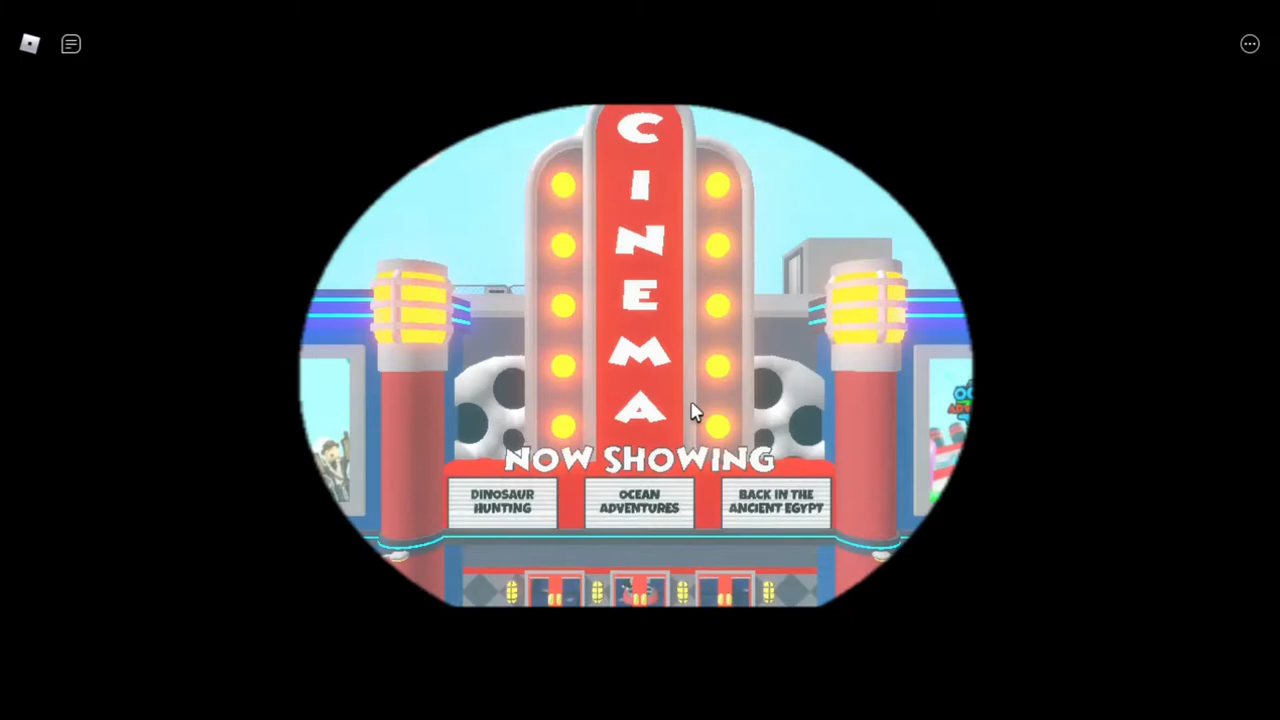 CINEMA
NOW SHOWING
DINOSAUR
HUNTING
OCEAN
ADVENTURES
BACK IN THE
ANCIENT EGYPT